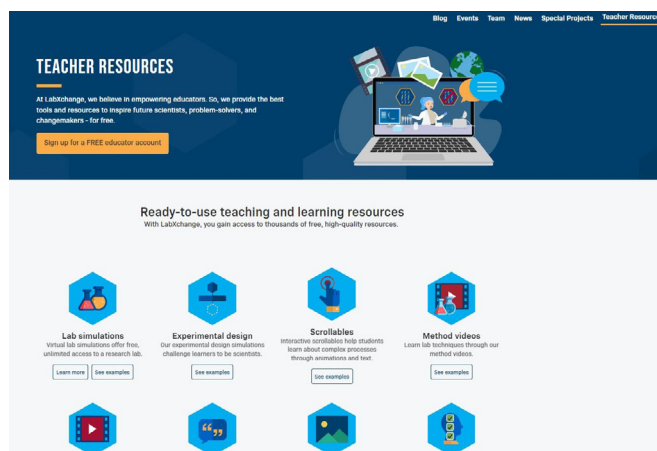 Blog Events Team News Special Projects Teacher Resource
TEACHER RESOURCES
At LabXchange, we believe in empowering educators. So, we provide the best
tools and resources to inspire future scientists, problem-solvers, and
changemakers - for free.
Sign up for a FREE educator account
Ready-to-use teaching and learning resources
With LabXchange, you gain access to thousands of free, high-quality resources.
Lab simulations
Virtual lab simulations offer free,
unlimited access to a research lab.
Learn more See examples
Experimental design
Our experimental design simulations
challenge learners to be scientists.
See examples
Scrollables
Interactive scrollables help students
learn about complex processes
through animations and text.
See examples
Method videos
Learn lab techniques through our
method videos.
See examples